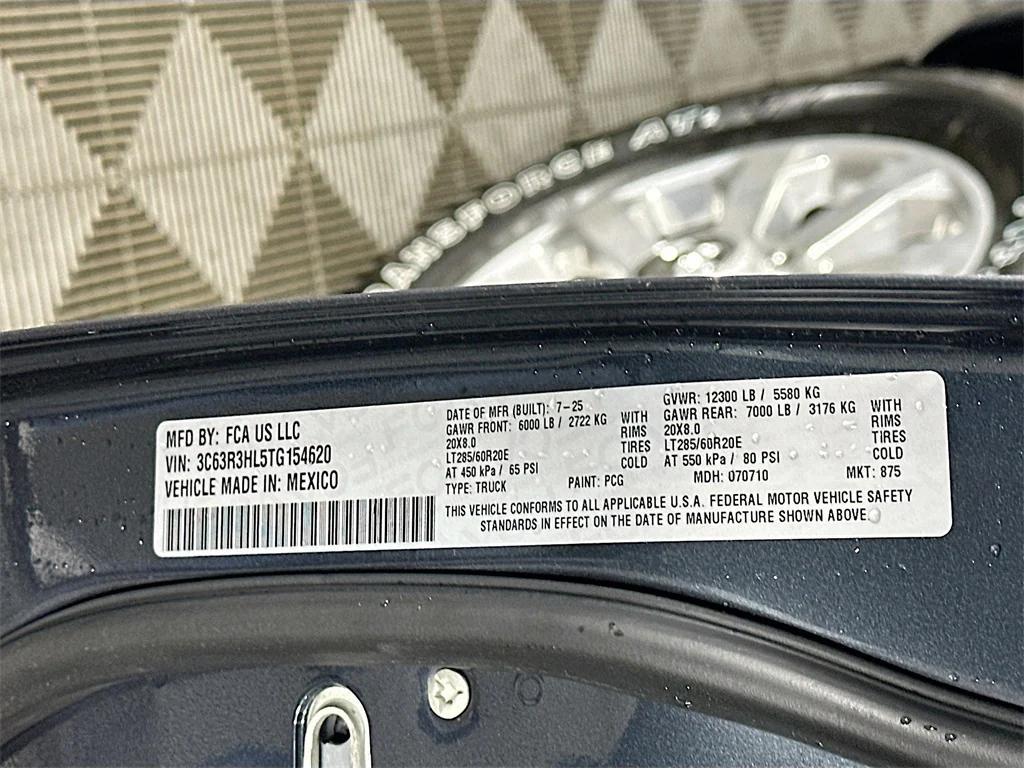 TRANSFORCE AT2
MFD BY: FCA US LLC
VIN: 3C63R3HL5TG154620
VEHICLE MADE IN: MEXICO
DATE OF MFR (BUILT): 7-25
GAWR FRONT: 6000 LB / 2722 KG WITH
20X8.0 RIMS
LT285/60R20E TIRES
AT 450 kPa / 65 PSI COLD
TYPE: TRUCK PAINT: PCG
GVWR: 12300 LB / 5580 KG
GAWR REAR: 7000 LB / 3176 KG WITH
20X8.0 RIMS
LT285/60R20E TIRES
AT 550 kPa / 80 PSI COLD
MDH: 070710 MKT: 875
THIS VEHICLE CONFORMS TO ALL APPLICABLE U.S.A. FEDERAL MOTOR VEHICLE SAFETY
STANDARDS IN EFFECT ON THE DATE OF MANUFACTURE SHOWN ABOVE